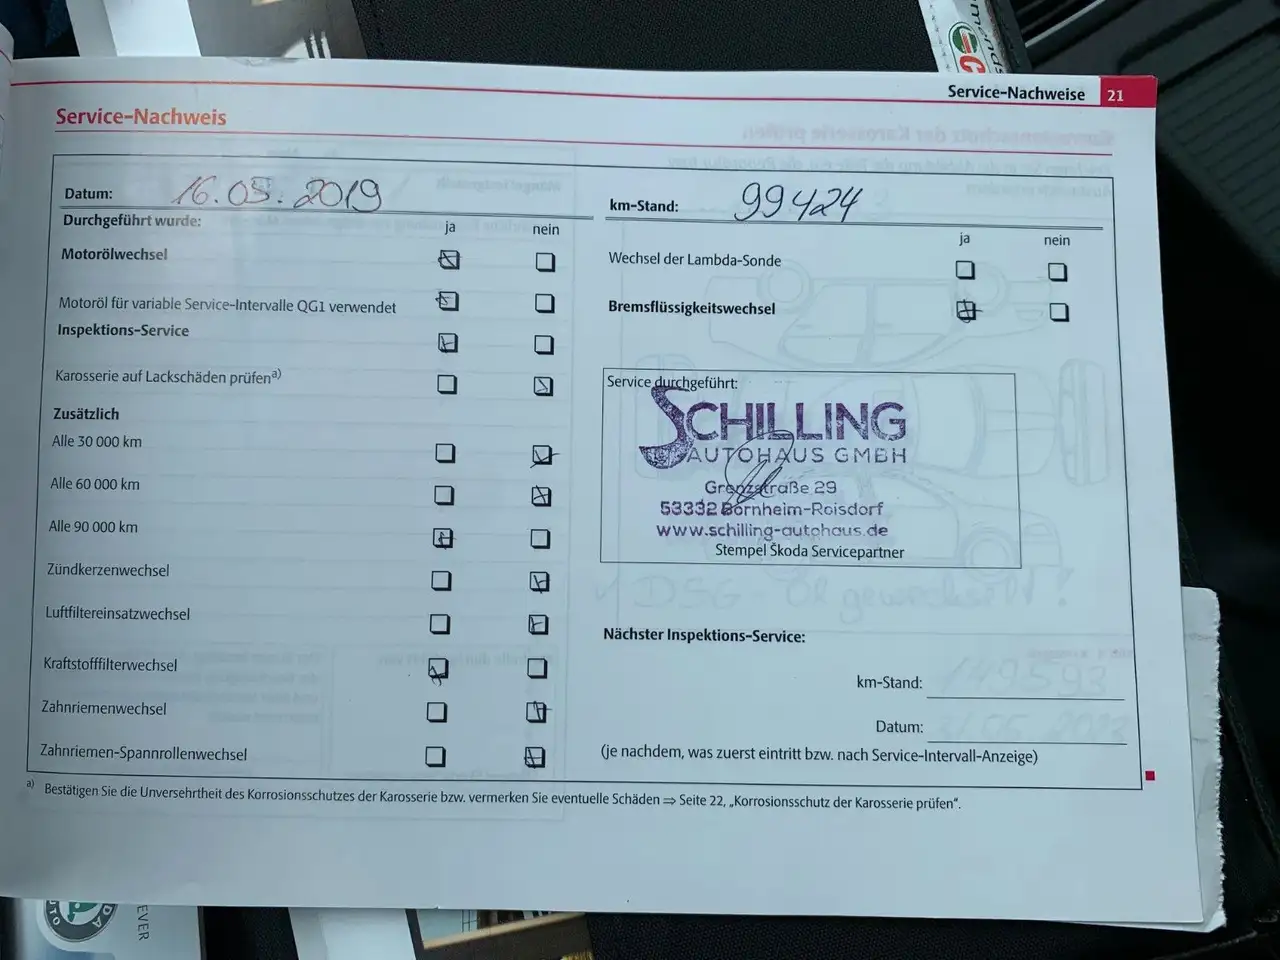 Service-Nachweise 21
Service-Nachweis
Datum: 16.05.2019
km-Stand: 99424
Durchgeführt wurde:
ja nein
Motorölwechsel
Motoröl für variable Service-Intervalle QG1 verwendet
Inspektions-Service
Karosserie auf Lackschäden prüfen a)
Zusätzlich
Alle 30 000 km
Alle 60 000 km
Alle 90 000 km
Zündkerzenwechsel
Luftfiltereinsatzwechsel
Kraftstofffilterwechsel
Zahnriemenwechsel
Zahnriemen-Spannrollenwechsel
ja nein
Wechsel der Lambda-Sonde
Bremsflüssigkeitswechsel
Service durchgeführt:
SCHILLING
AUTOHAUS GMBH
Grenzstraße 29
53332 Bornheim-Roisdorf
www.schilling-autohaus.de
Stempel Škoda Servicepartner
Nächster Inspektions-Service:
km-Stand:
Datum:
(je nachdem, was zuerst eintritt bzw. nach Service-Intervall-Anzeige)
a) Bestätigen Sie die Unversehrtheit des Korrosionsschutzes der Karosserie bzw. vermerken Sie eventuelle Schäden ⇒ Seite 22, „Korrosionsschutz der Karosserie prüfen“.
EVER